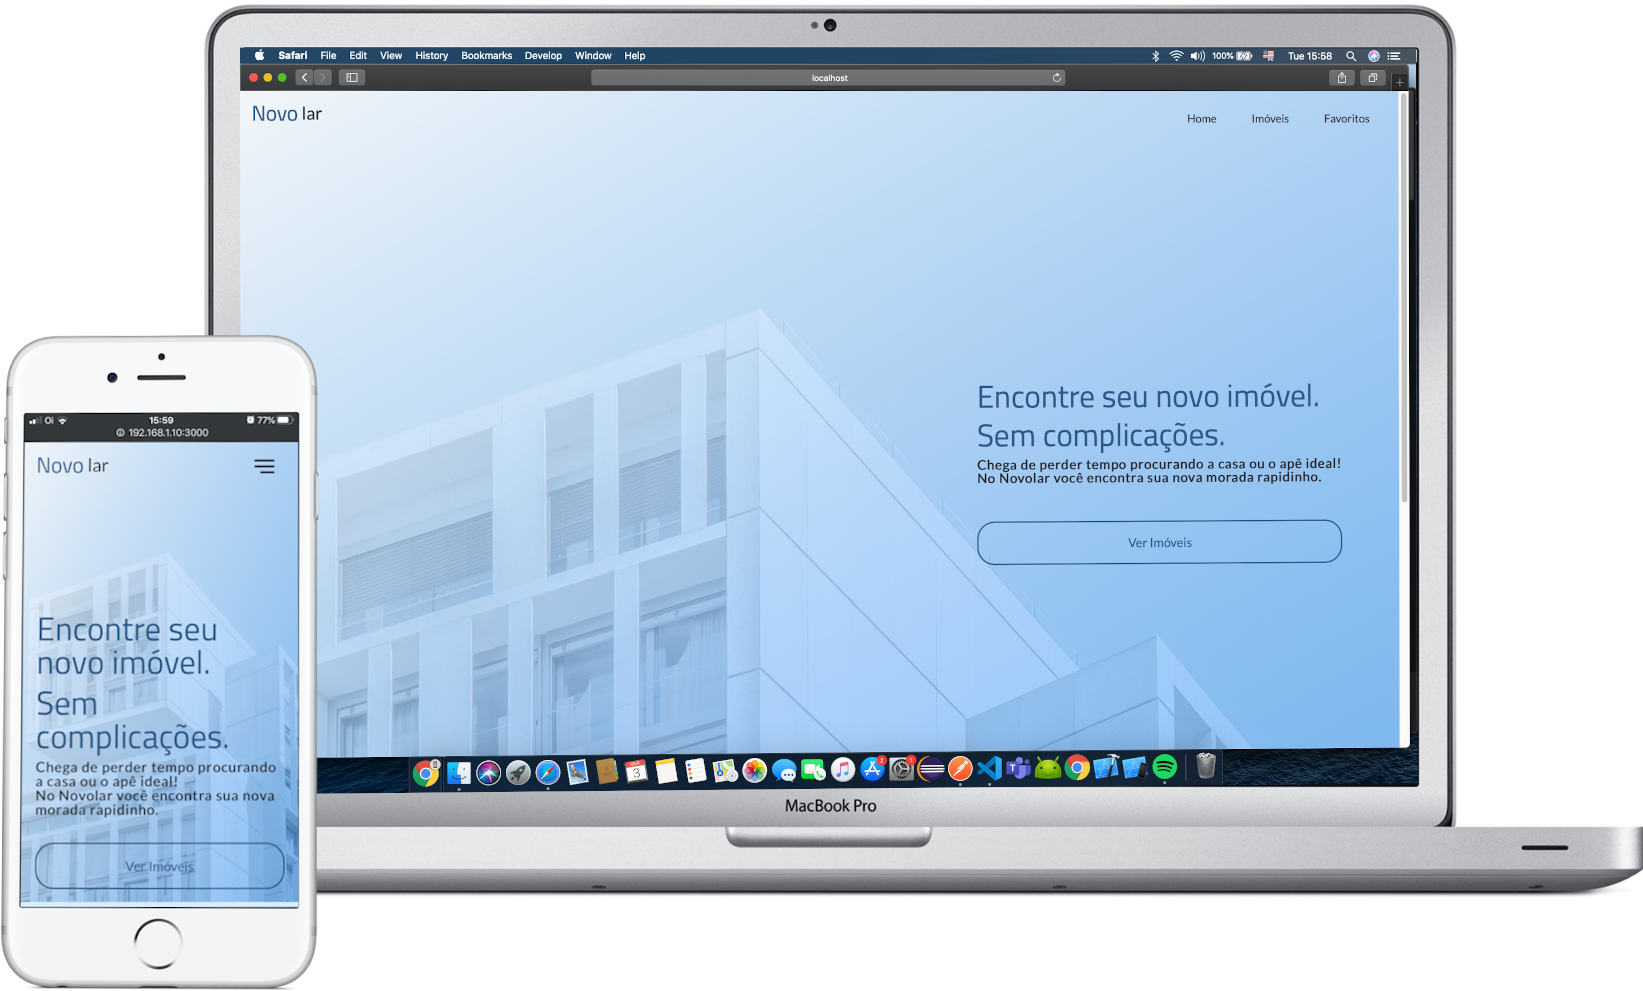 Safari File Edit View History Bookmarks Develop Window Help 100% Tue 15:58
localhost
Novo lar
Home Imóveis Favoritos
Encontre seu novo imóvel.
Sem complicações.
Chega de perder tempo procurando a casa ou o apê ideal!
No Novolar você encontra sua nova morada rapidinho.
Ver Imóveis
3
2
1
MacBook Pro
Oi 15:59 77%
192.168.1.10:3000
Novo lar
Encontre seu
novo imóvel.
Sem
complicações.
Chega de perder tempo procurando
a casa ou o apê ideal!
No Novolar você encontra sua nova
morada rapidinho.
Ver Imóveis